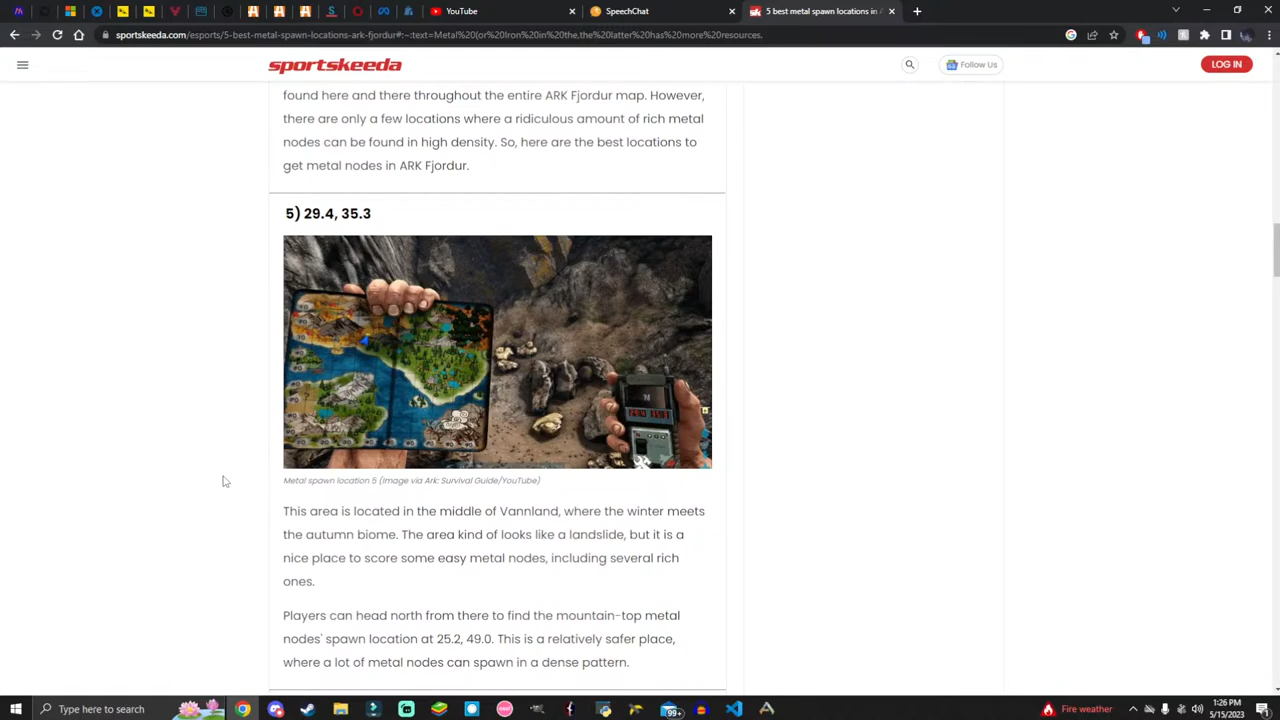 YouTube
SpeechChat
5 best metal spawn locations in A
sportskeeda.com/esports/5-best-metal-spawn-locations-ark-fjordur#:~:text=Metal%20(or%20Iron%20in%20the,the%20latter%20has%20more%20resources.
sportskeeda
Follow Us
LOG IN
found here and there throughout the entire ARK Fjordur map. However,
there are only a few locations where a ridiculous amount of rich metal
nodes can be found in high density. So, here are the best locations to
get metal nodes in ARK Fjordur.
5) 29.4, 35.3
N
Metal spawn location 5 (Image via Ark: Survival Guide/YouTube)
This area is located in the middle of Vannland, where the winter meets
the autumn biome. The area kind of looks like a landslide, but it is a
nice place to score some easy metal nodes, including several rich
ones.
Players can head north from there to find the mountain-top metal
nodes' spawn location at 25.2, 49.0. This is a relatively safer place,
where a lot of metal nodes can spawn in a dense pattern.
Type here to search
99+
Fire weather
1:26 PM
5/15/2023